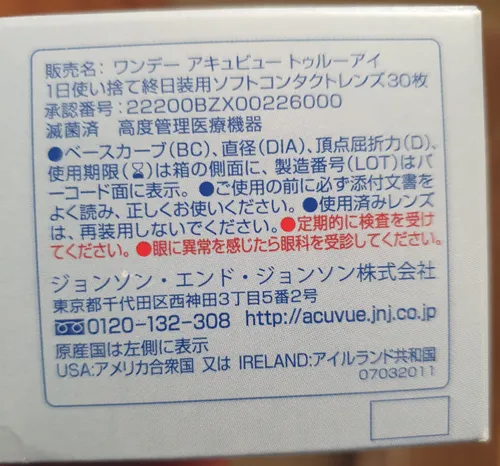 販売名: ワンデー アキュビュー トゥルーアイ
1日使い捨て終日装用ソフトコンタクトレンズ30枚
承認番号: 22200BZX00226000
滅菌済 高度管理医療機器
●ベースカーブ(BC)、直径(DIA)、頂点屈折力(D)、
使用期限(⌛)は箱の側面に、製造番号(LOT)はバ
ーコード面に表示。●ご使用の前に必ず添付文書を
よく読み、正しくお使いください。●使用済みレンズ
は、再装用しないでください。●定期的に検査を受け
てください。●眼に異常を感じたら眼科を受診してください。
ジョンソン・エンド・ジョンソン株式会社
東京都千代田区西神田3丁目5番2号
0120-132-308 http://acuvue.jnj.co.jp
原産国は左側に表示
USA:アメリカ合衆国 又は IRELAND:アイルランド共和国
07032011